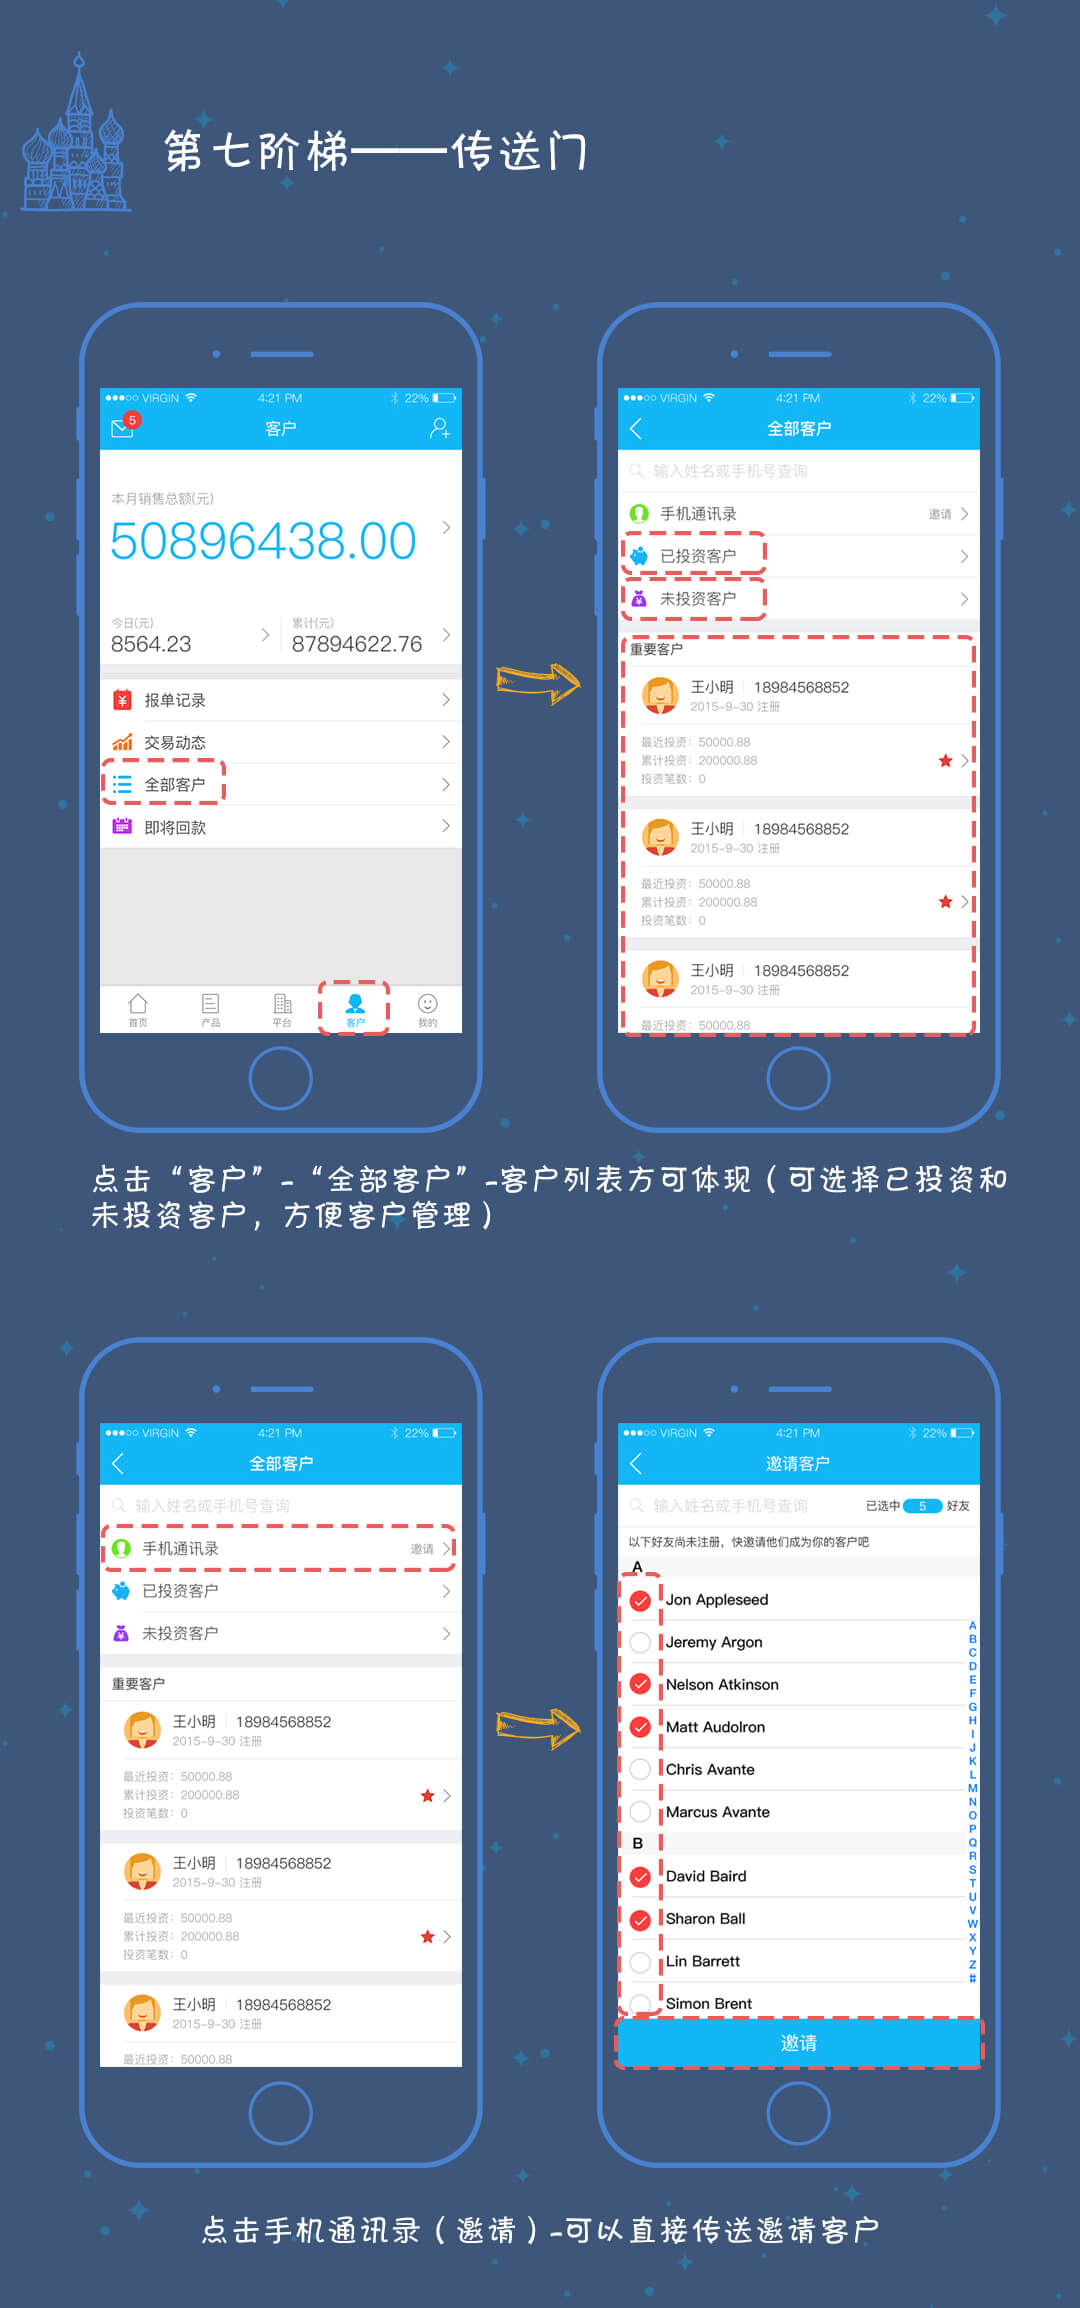 第七阶梯——传送门
VIRGIN 4:21 PM 22%
5 客户
本月销售总额(元)
50896438.00
今日(元) 累计(元)
8564.23 87894622.76
报单记录
交易动态
全部客户
即将回款
首页 产品 平台 客户 我的
VIRGIN 4:21 PM 22%
全部客户
输入姓名或手机号查询
手机通讯录 邀请
已投资客户
未投资客户
重要客户
王小明 18984568852
2015-9-30 注册
最近投资：50000.88
累计投资：200000.88
投资笔数：0
王小明 18984568852
2015-9-30 注册
最近投资：50000.88
累计投资：200000.88
投资笔数：0
王小明 18984568852
2015-9-30 注册
最近投资：50000.88
点击“客户”-“全部客户”-客户列表方可体现（可选择已投资和
未投资客户，方便客户管理）
VIRGIN 4:21 PM 22%
全部客户
输入姓名或手机号查询
手机通讯录 邀请
已投资客户
未投资客户
重要客户
王小明 18984568852
2015-9-30 注册
最近投资：50000.88
累计投资：200000.88
投资笔数：0
王小明 18984568852
2015-9-30 注册
最近投资：50000.88
累计投资：200000.88
投资笔数：0
王小明 18984568852
2015-9-30 注册
最近投资：50000.88
VIRGIN 4:21 PM 22%
邀请客户
输入姓名或手机号查询 已选中 5 好友
以下好友尚未注册，快邀请他们成为你的客户吧
A
Jon Appleseed
Jeremy Argon
Nelson Atkinson
Matt Audolron
Chris Avante
Marcus Avante
B
David Baird
Sharon Ball
Lin Barrett
Simon Brent
A
B
C
D
E
F
G
H
I
J
K
L
M
N
O
P
Q
R
S
T
U
V
W
X
Y
Z
#
邀请
点击手机通讯录（邀请）-可以直接传送邀请客户